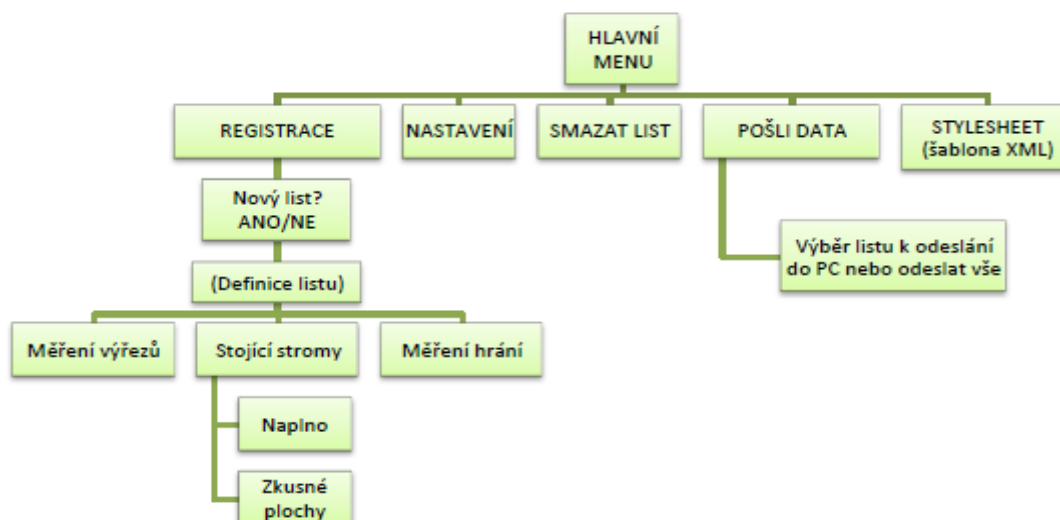 HLAVNÍ
MENU
REGISTRACE
NASTAVENÍ
SMAZAT LIST
POŠLI DATA
STYLESHEET
(šablona XML)
Nový list?
ANO/NE
Výběr listu k odeslání
do PC nebo odeslat vše
(Definice listu)
Měření výřezů
Stojící stromy
Měření hrání
Naplno
Zkusné
plochy